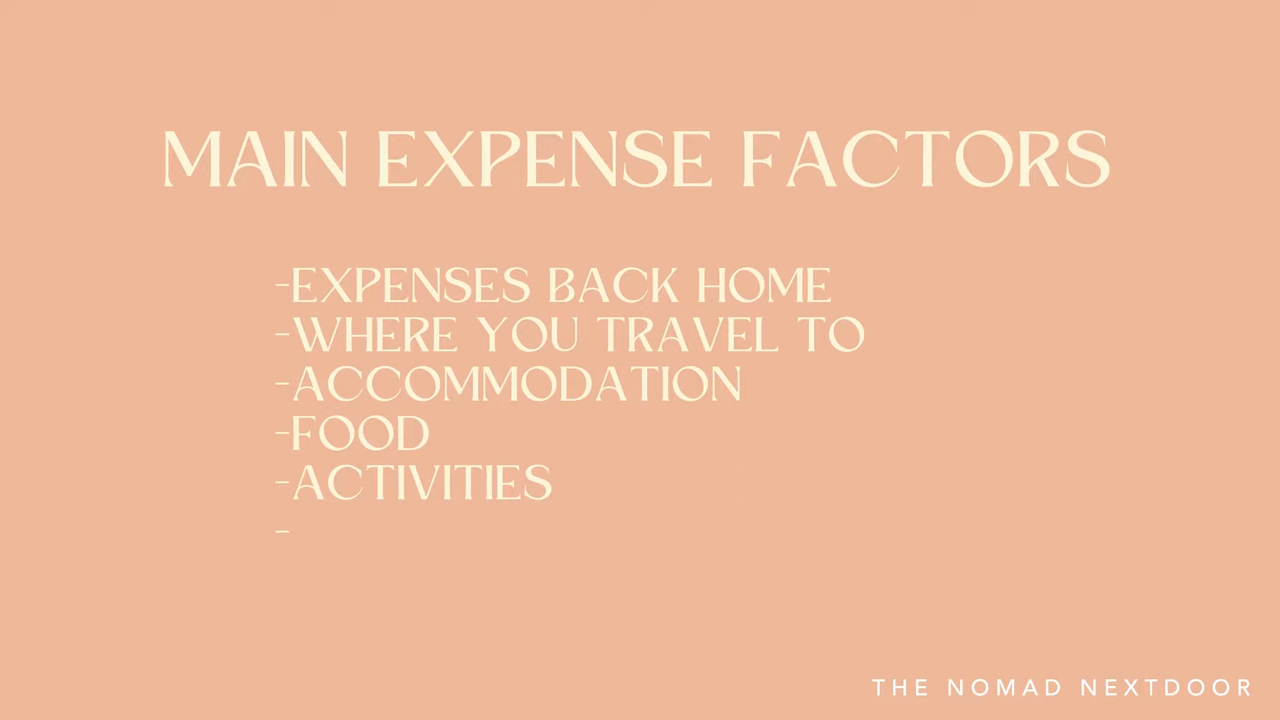 MAIN EXPENSE FACTORS
-EXPENSES BACK HOME
-WHERE YOU TRAVEL TO
-ACCOMMODATION
-FOOD
-ACTIVITIES
-
THE NOMAD NEXTDOOR